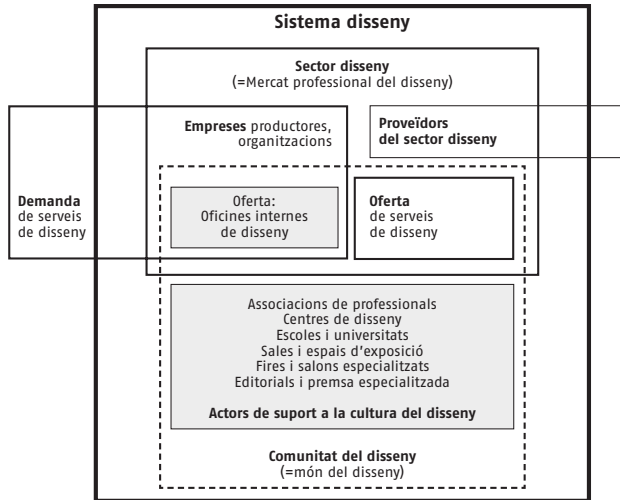 Sistema disseny
Sector disseny
(=Mercat professional del disseny)
Empreses productores,
organitzacions
Proveïdors
del sector disseny
Demanda
de serveis
de disseny
Oferta:
Oficines internes
de disseny
Oferta
de serveis
de disseny
Associacions de professionals
Centres de disseny
Escoles i universitats
Sales i espais d’exposició
Fires i salons especialitzats
Editorials i premsa especialitzada
Actors de suport a la cultura del disseny
Comunitat del disseny
(=món del disseny)